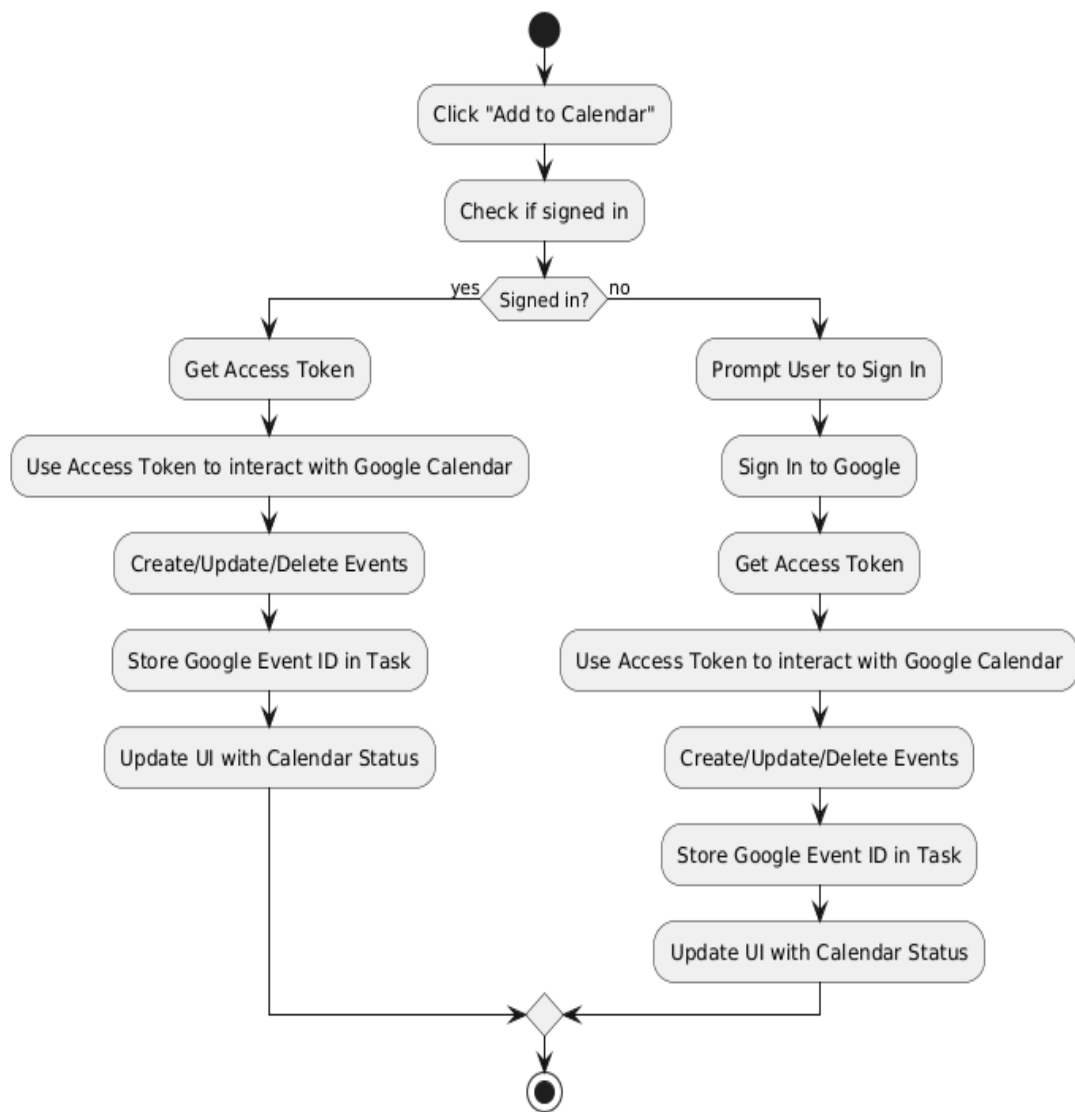 Click "Add to Calendar"
Check if signed in
yes
Signed in?
no
Get Access Token
Use Access Token to interact with Google Calendar
Create/Update/Delete Events
Store Google Event ID in Task
Update UI with Calendar Status
Prompt User to Sign In
Sign In to Google
Get Access Token
Use Access Token to interact with Google Calendar
Create/Update/Delete Events
Store Google Event ID in Task
Update UI with Calendar Status